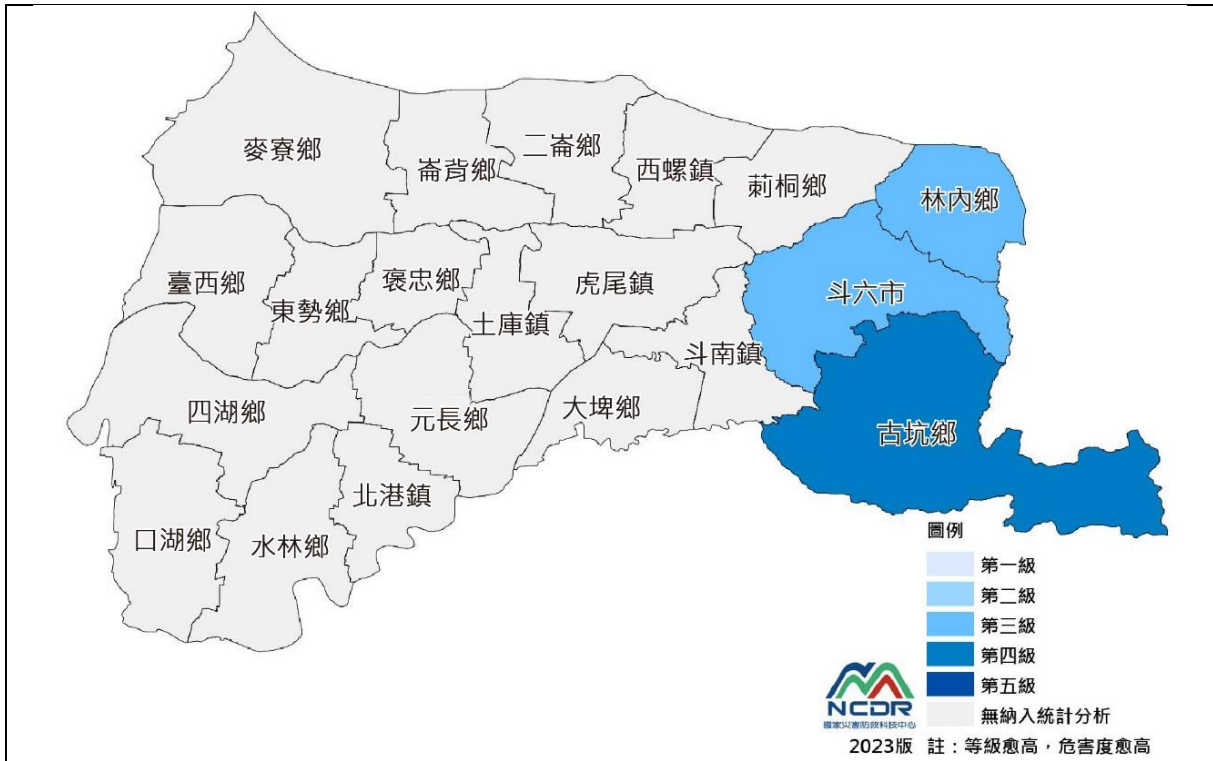 麥寮鄉
崙背鄉
二崙鄉
西螺鎮
莿桐鄉
林內鄉
臺西鄉
東勢鄉
褒忠鄉
土庫鎮
虎尾鎮
斗南鎮
斗六市
四湖鄉
元長鄉
大埤鄉
古坑鄉
口湖鄉
水林鄉
北港鎮
圖例
第一級
第二級
第三級
第四級
第五級
無納入統計分析
NCDR
國家災害防救科技中心
2023版 註：等級愈高，危害度愈高